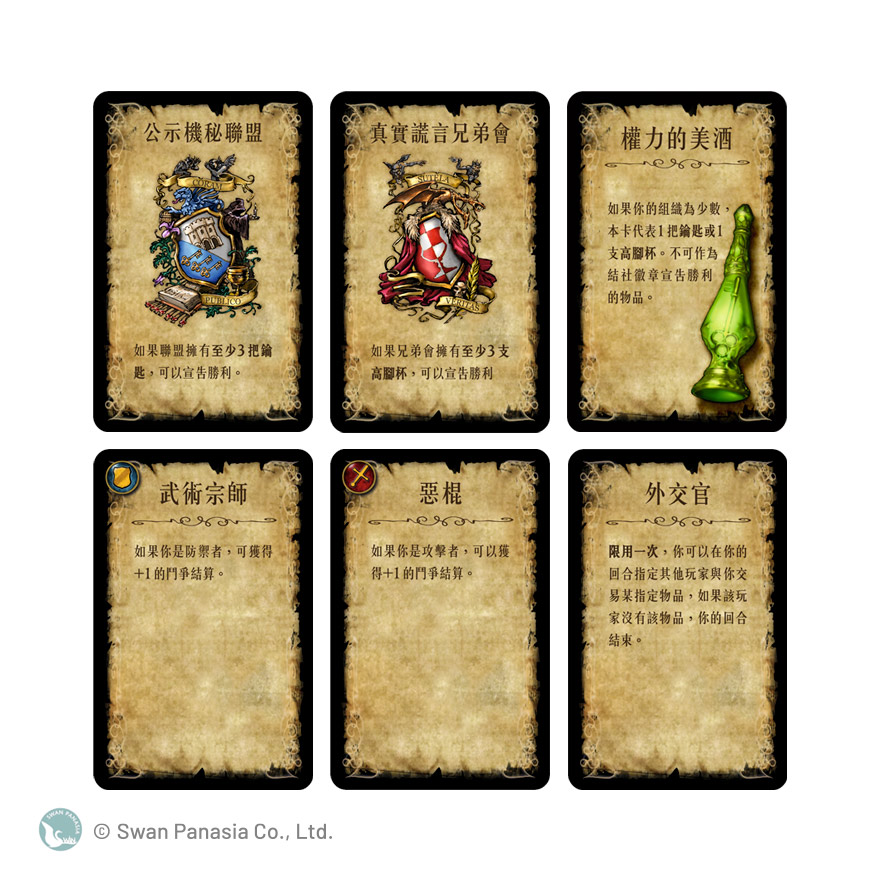 公示機秘聯盟
CORAM
PUBLICO
如果聯盟擁有至少3把鑰
匙，可以宣告勝利。
真實謊言兄弟會
SUTELA
VERITAS
如果兄弟會擁有至少3支
高腳杯，可以宣告勝利
權力的美酒
如果你的組織為少數，
本卡代表1把鑰匙或1
支高腳杯。不可作為
結社徽章宣告勝利
的物品。
武術宗師
如果你是防禦者，可獲得
+1的鬥爭結算。
惡棍
如果你是攻擊者，可以獲
得+1的鬥爭結算。
外交官
限用一次，你可以在你的
回合指定其他玩家與你交
易某指定物品，如果該玩
家沒有該物品，你的回合
結束。
SWAN PANASIA
© Swan Panasia Co., Ltd.